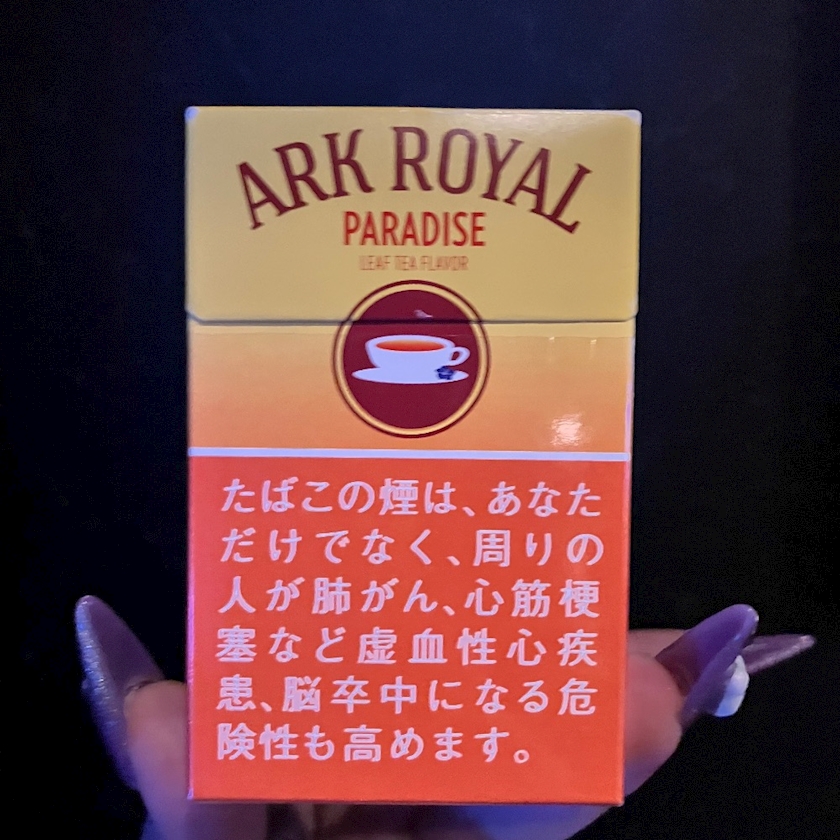 ARK ROYAL
PARADISE
LEAF TEA FLAVOR
たばこの煙は、あなた
だけでなく、周りの
人が肺がん、心筋梗
塞など虚血性心疾
患、脳卒中になる危
険性も高めます。